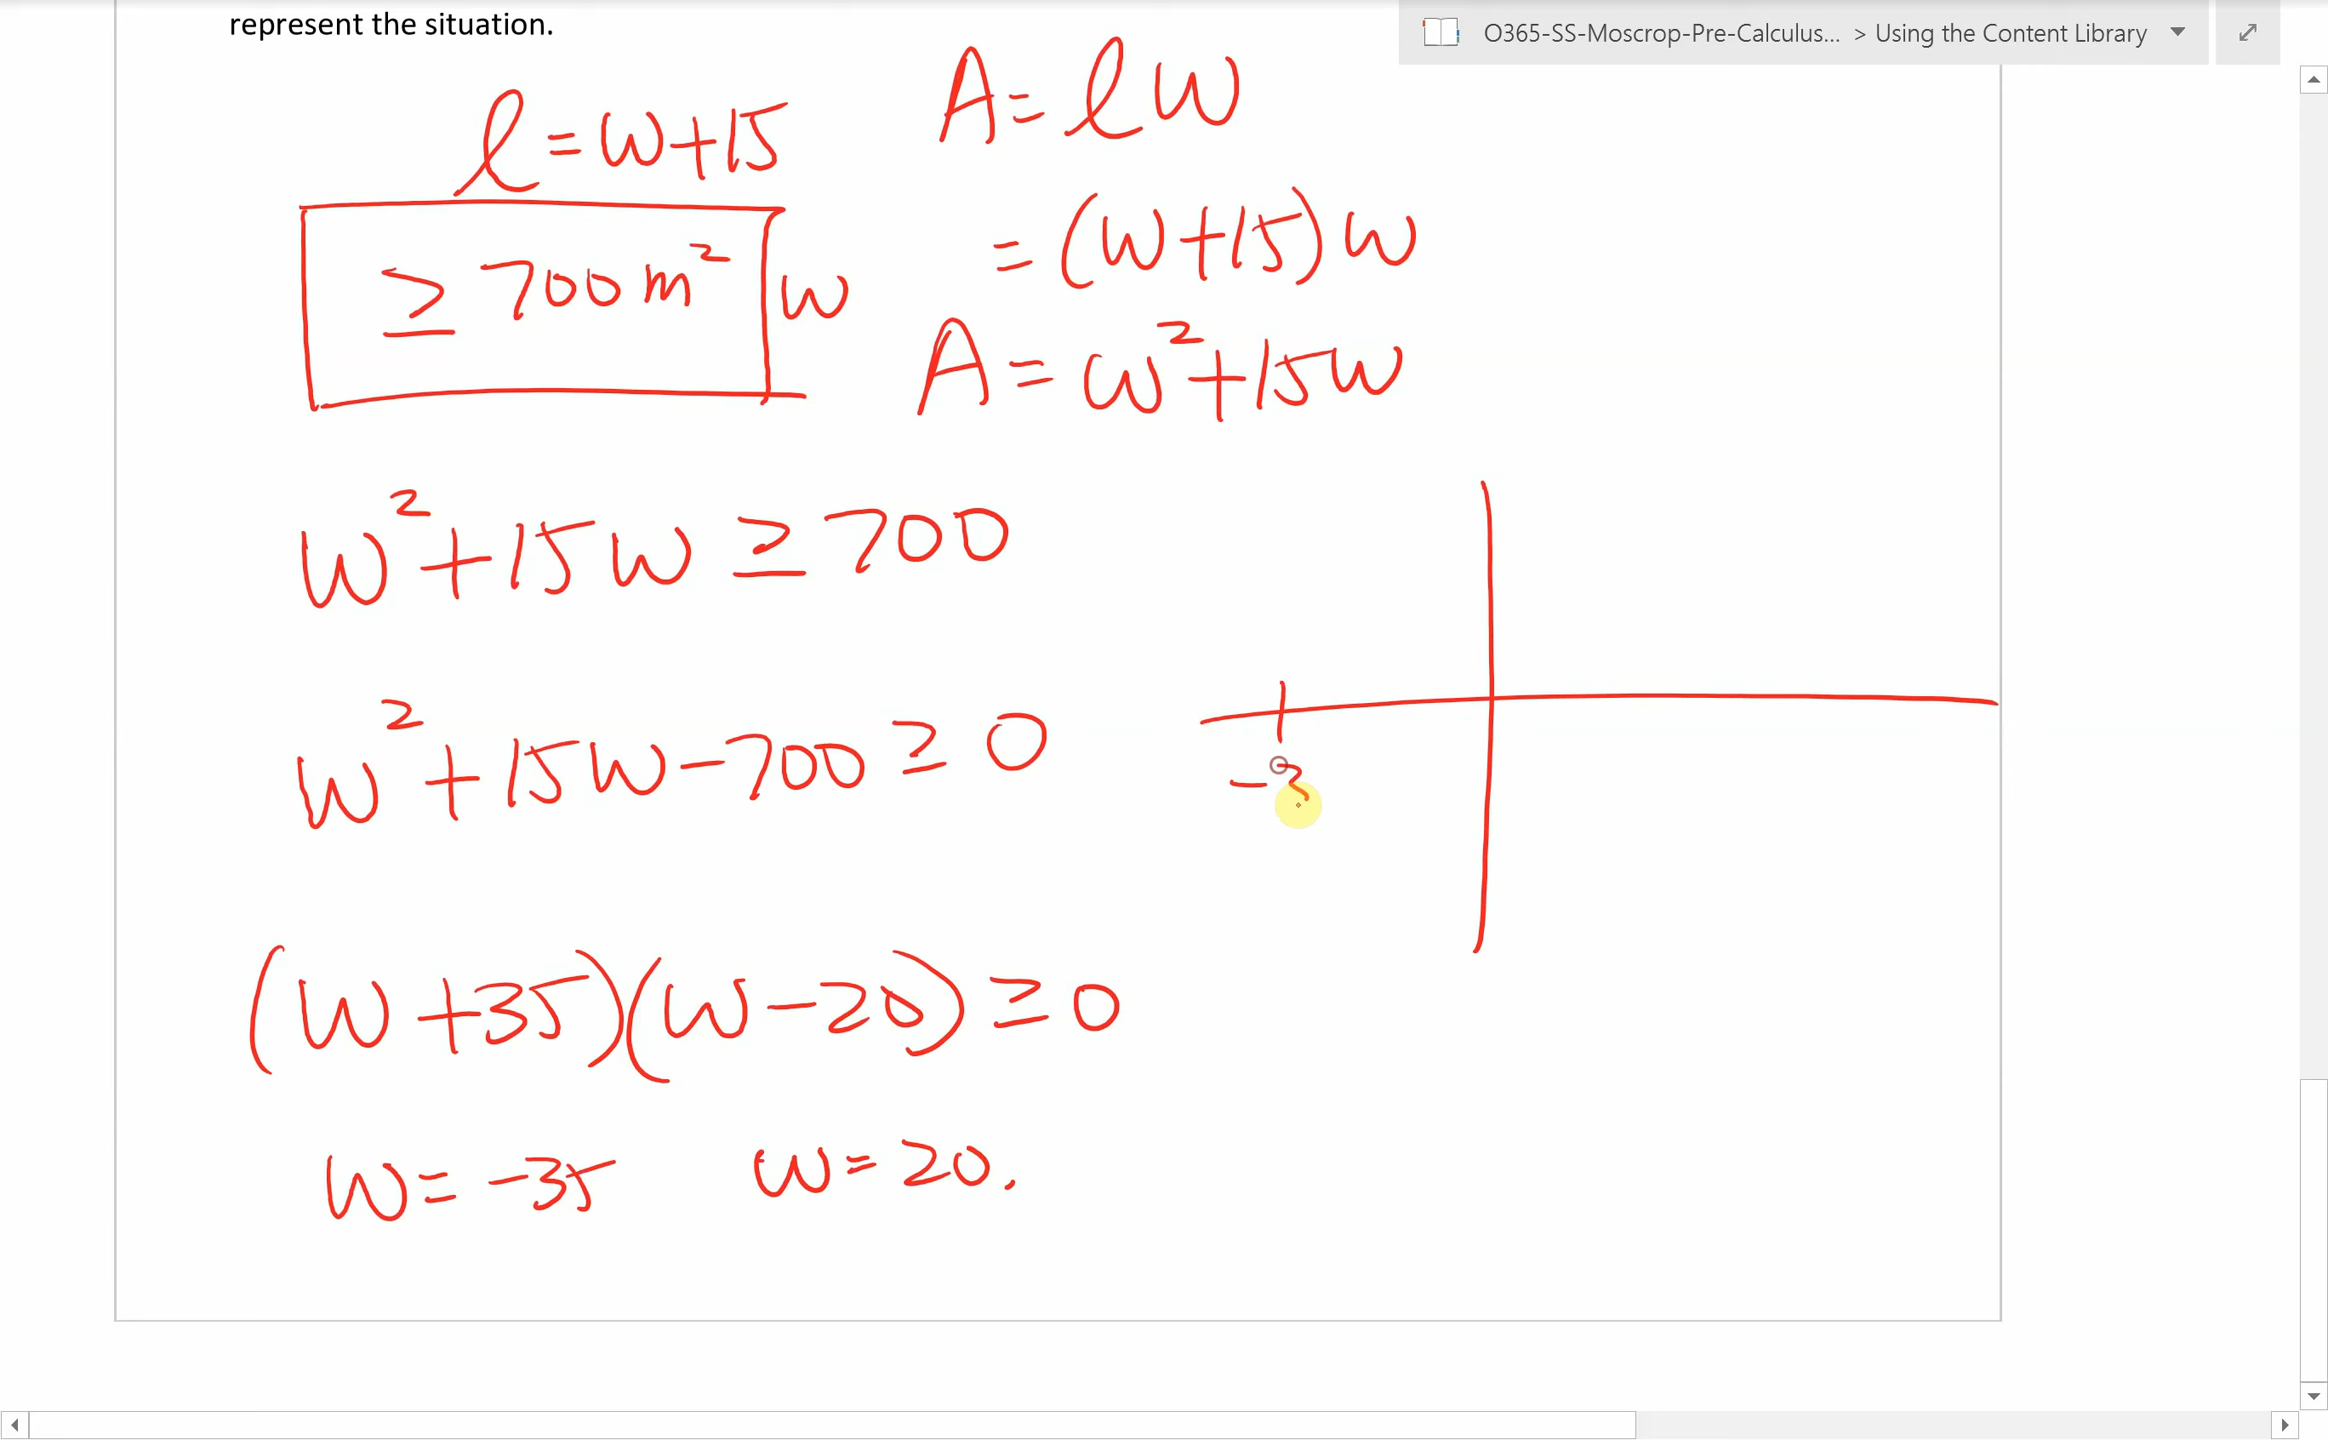 represent the situation.
O365-SS-Moscrop-Pre-Calculus... > Using the Content Library
l = w+15
≥ 700 m²
w
A = lw
= (w+15)w
A = w²+15w
w²+15w ≥ 700
w²+15w-700 ≥ 0
-3
(w+35)(w-20) ≥ 0
w = -35 w = 20.